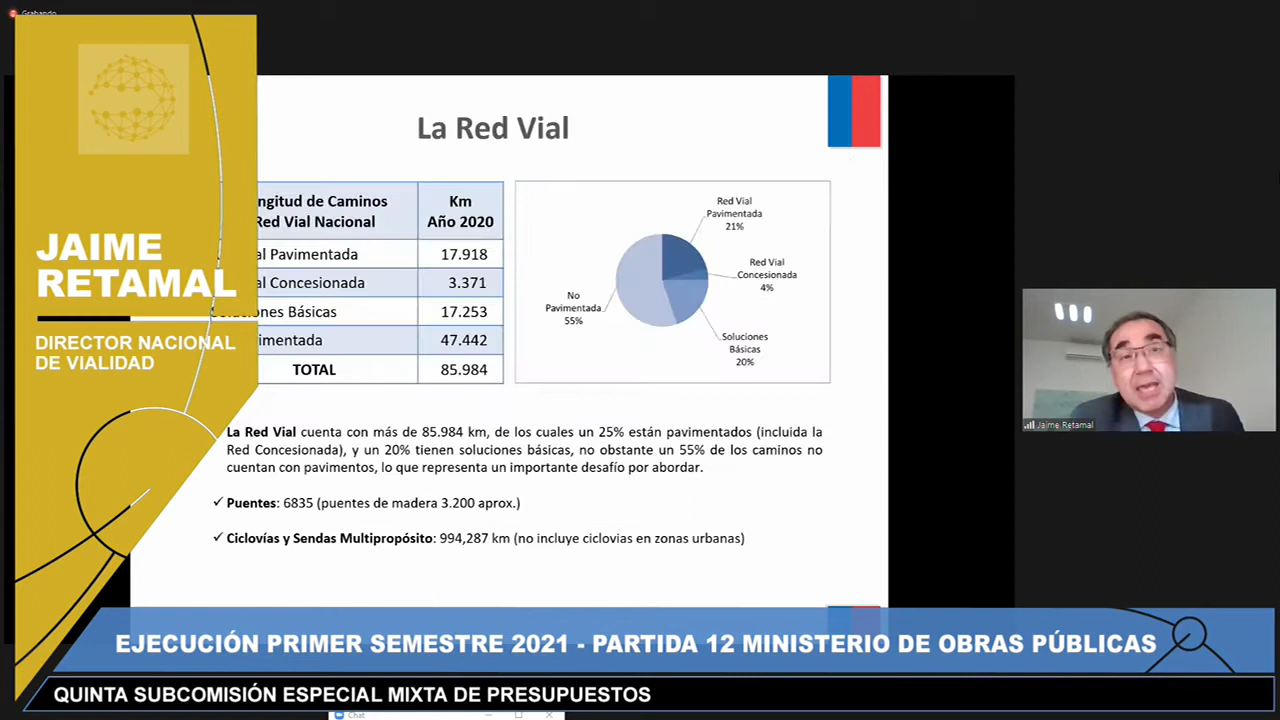 Grabando
JAIME
RETAMAL
DIRECTOR NACIONAL
DE VIALIDAD
La Red Vial
ngitud de Caminos
Red Vial Nacional
Km
Año 2020
al Pavimentada
17.918
al Concesionada
3.371
Soluciones Básicas
17.253
imentada
47.442
TOTAL
85.984
Red Vial
Pavimentada
21%
Red Vial
Concesionada
4%
Soluciones
Básicas
20%
No
Pavimentada
55%
La Red Vial cuenta con más de 85.984 km, de los cuales un 25% están pavimentados (incluida la
Red Concesionada), y un 20% tienen soluciones básicas, no obstante un 55% de los caminos no
cuentan con pavimentos, lo que representa un importante desafío por abordar.
✓ Puentes: 6835 (puentes de madera 3.200 aprox.)
✓ Ciclovías y Sendas Multipropósito: 994,287 km (no incluye ciclovias en zonas urbanas)
Jaime Retamal
EJECUCIÓN PRIMER SEMESTRE 2021 - PARTIDA 12 MINISTERIO DE OBRAS PÚBLICAS
QUINTA SUBCOMISIÓN ESPECIAL MIXTA DE PRESUPUESTOS
Chat